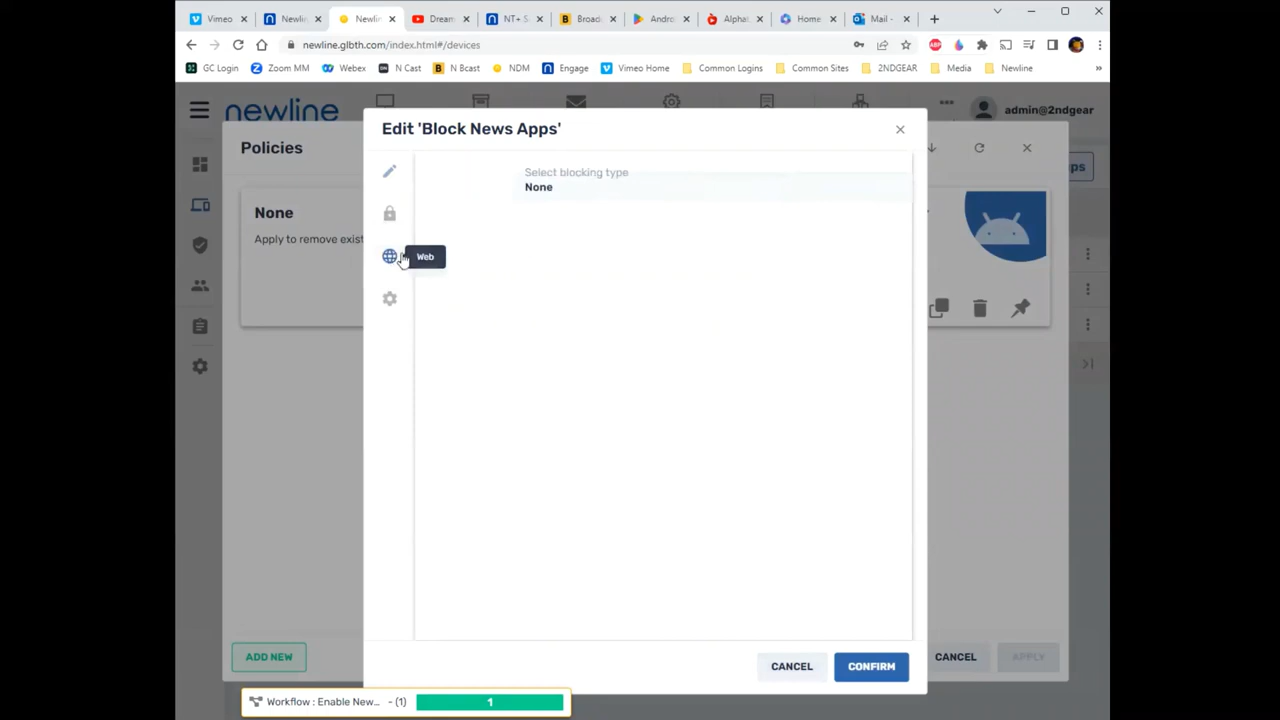 Vimeo
Newline
Newlin
Dream
NT+ S
Broad
Andro
Alpha
Home
Mail -
newline.glbth.com/index.html#/devices
GC Login
Zoom MM
Webex
N Cast
N Bcast
NDM
Engage
Vimeo Home
Common Logins
Common Sites
2NDGEAR
Media
Newline
»
newline
admin@2ndgear
Policies
ps
Edit 'Block News Apps'
Select blocking type
None
None
Apply to remove exist
Web
ADD NEW
CANCEL
CONFIRM
CANCEL
APPLY
Workflow : Enable New... - (1)
1